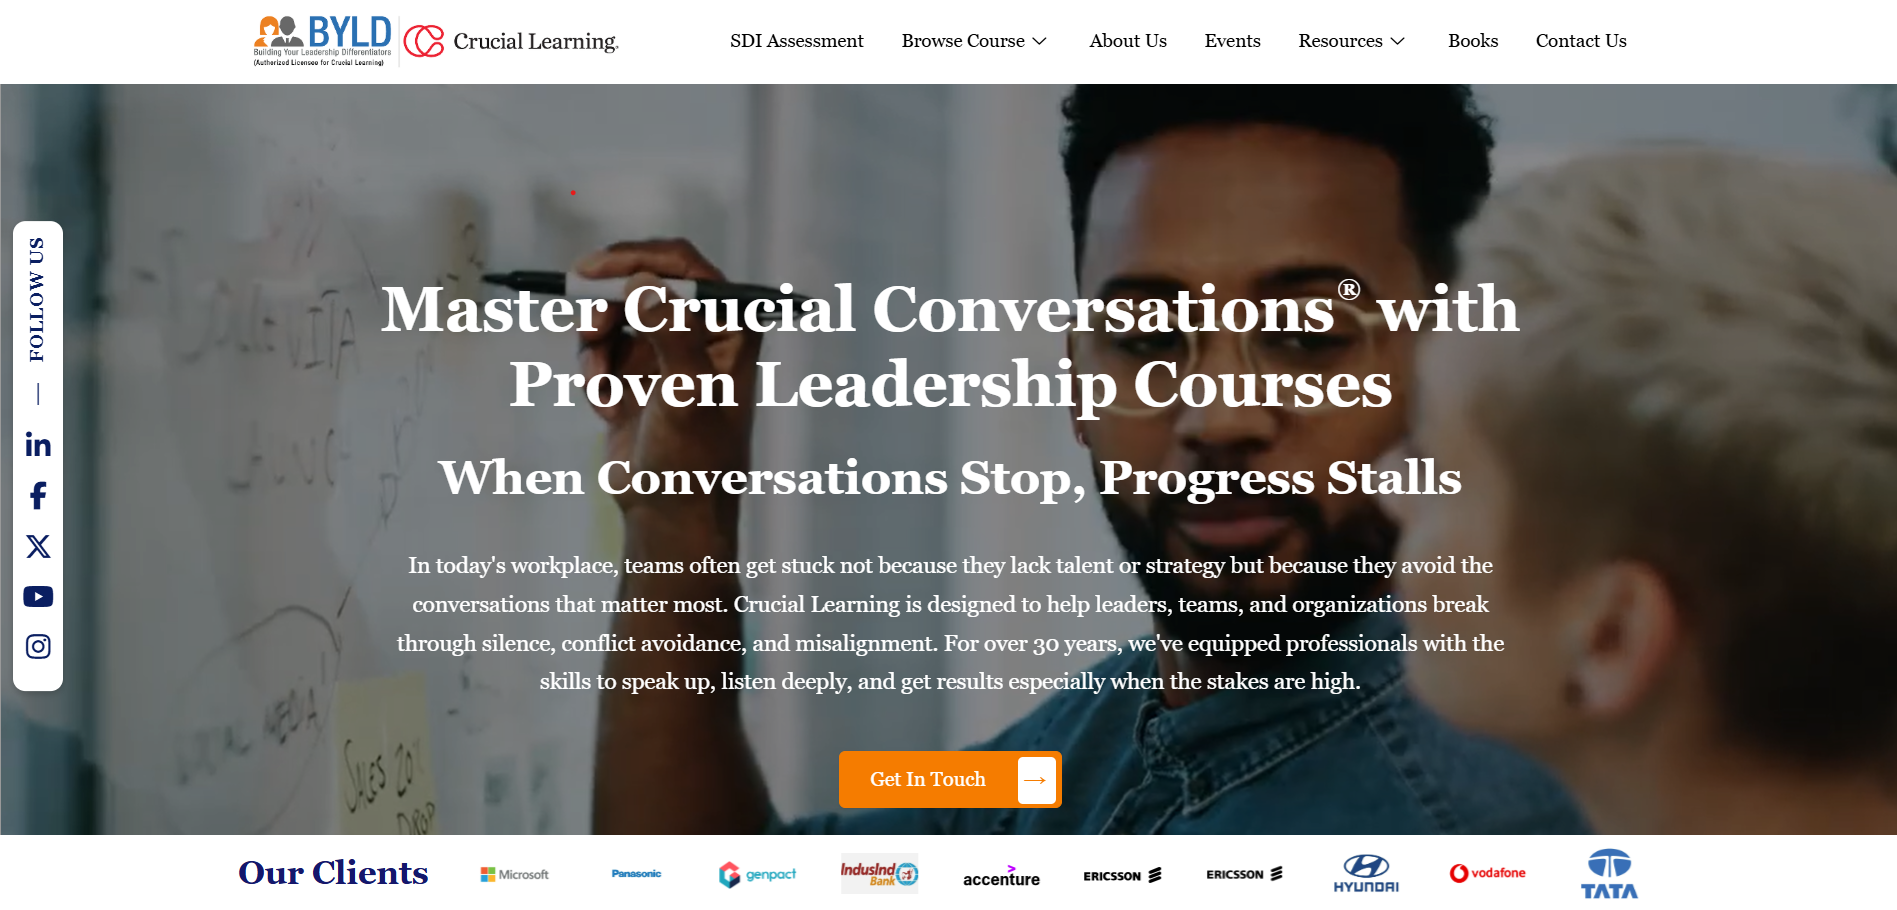 BYLD
Building Your Leadership Differentiators
(Authorized Licensee for Crucial Learning)
Crucial Learning
SDI Assessment
Browse Course
About Us
Events
Resources
Books
Contact Us
FOLLOW US
Master Crucial Conversations® with
Proven Leadership Courses
When Conversations Stop, Progress Stalls
In today's workplace, teams often get stuck not because they lack talent or strategy but because they avoid the
conversations that matter most. Crucial Learning is designed to help leaders, teams, and organizations break
through silence, conflict avoidance, and misalignment. For over 30 years, we've equipped professionals with the
skills to speak up, listen deeply, and get results especially when the stakes are high.
SOCIAL MEDIA
SALES 20%
DROP
Get In Touch
Our Clients
Microsoft
Panasonic
genpact
IndusInd
Bank
accenture
ERICSSON
ERICSSON
HYUNDAI
vodafone
TATA